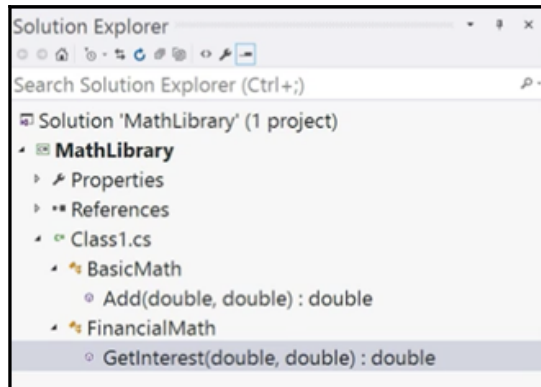 Solution Explorer
Search Solution Explorer (Ctrl+;)
Solution 'MathLibrary' (1 project)
MathLibrary
Properties
References
Class1.cs
BasicMath
Add(double, double) : double
FinancialMath
GetInterest(double, double) : double